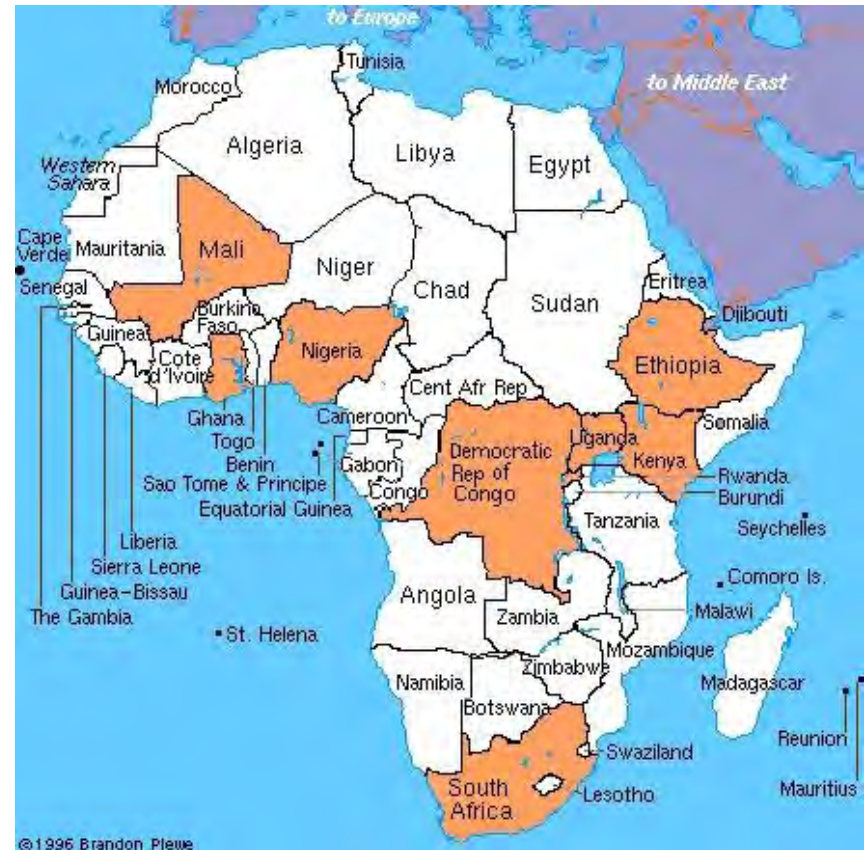 to Europe
Tunisia
to Middle East
Morocco
Algeria
Libya
Egypt
Western
Sahara
Cape
Verde
Mauritania
Mali
Niger
Chad
Sudan
Eritrea
Senegal
Djibouti
Burkina
Faso
Guinea
Nigeria
Ethiopia
Cote
d'Ivoire
Cent Afr Rep
Somalia
Ghana
Cameroon
Togo
Democratic
Rep of
Congo
Uganda
Kenya
Benin
Gabon
Rwanda
Sao Tome & Principe
Congo
Burundi
Equatorial Guinea
Tanzania
Seychelles
Liberia
Sierra Leone
Comoro Is.
Guinea-Bissau
Angola
Malawi
The Gambia
Zambia
St. Helena
Mozambique
Zimbabwe
Namibia
Madagascar
Botswana
Reunion
Swaziland
South
Africa
Lesotho
Mauritius
©1996 Brandon Plewe